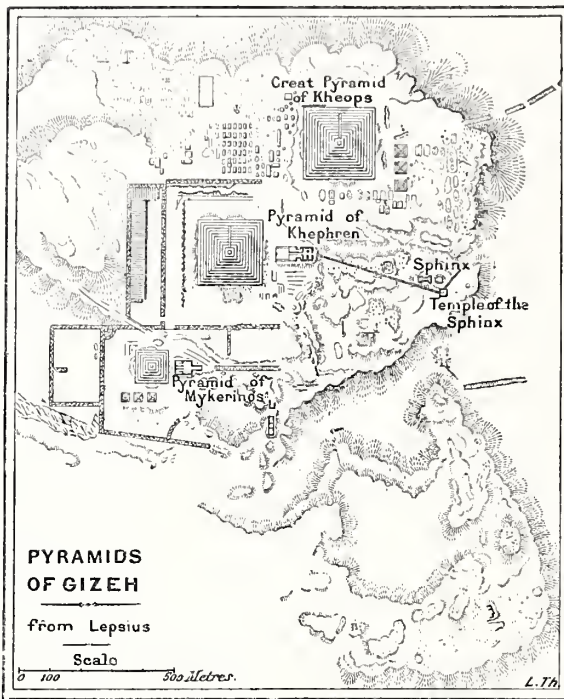 Great Pyramid
of Kheops
Pyramid of
Khephren
Sphinx
Temple of the
Sphinx
Pyramid of
Mykerinos
PYRAMIDS
OF GIZEH
from Lepsius
Scale
0 100 500 Metres.
L.Th.